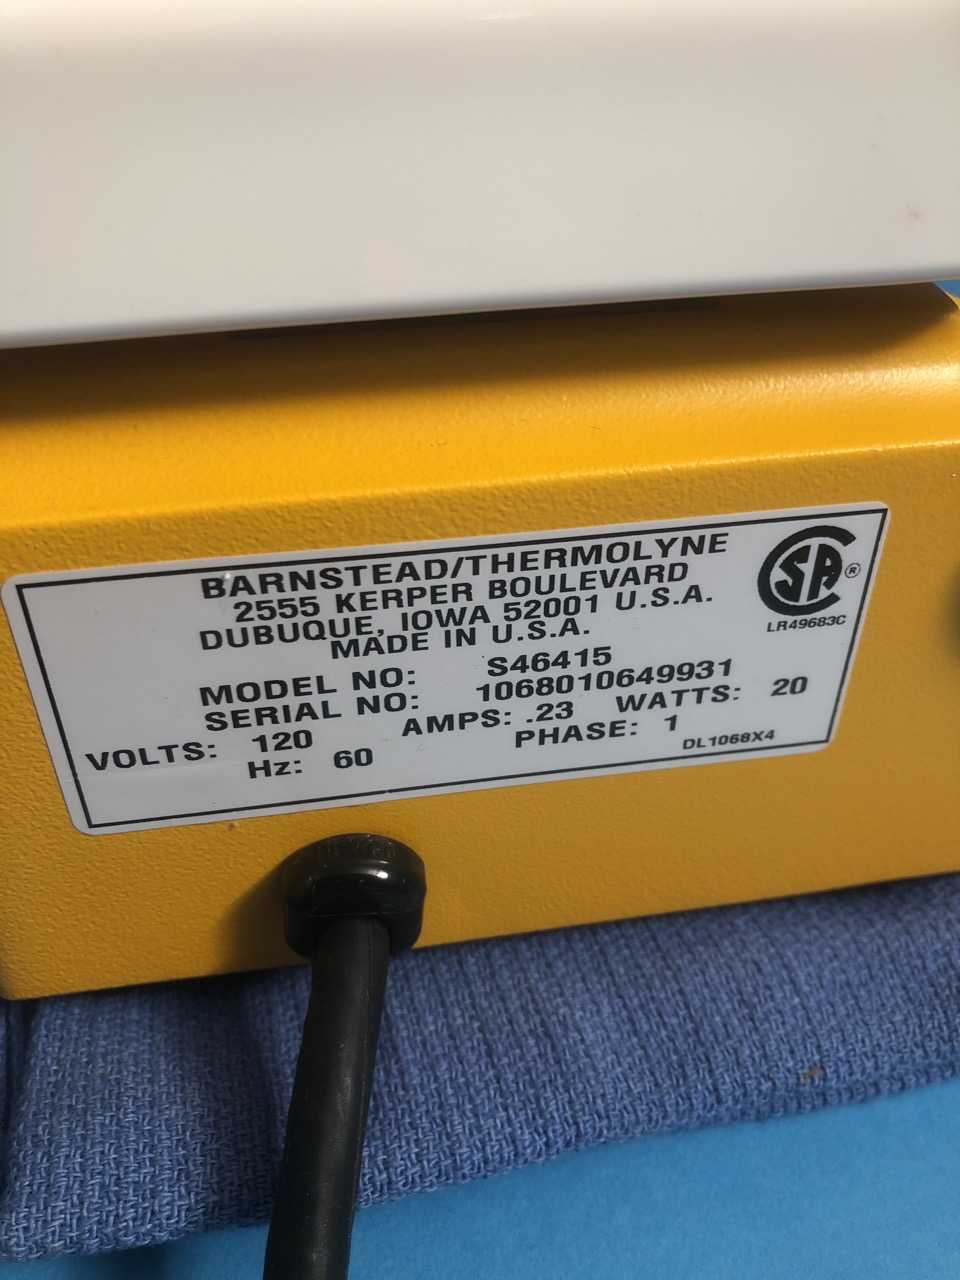 BARNSTEAD/THERMOLYNE
2555 KERPER BOULEVARD
DUBUQUE, IOWA 52001 U.S.A.
MADE IN U.S.A.
SA ®
LR49683C
MODEL NO: S46415
SERIAL NO: 1068010649931
VOLTS: 120 AMPS: .23 WATTS: 20
Hz: 60 PHASE: 1
DL1068X4